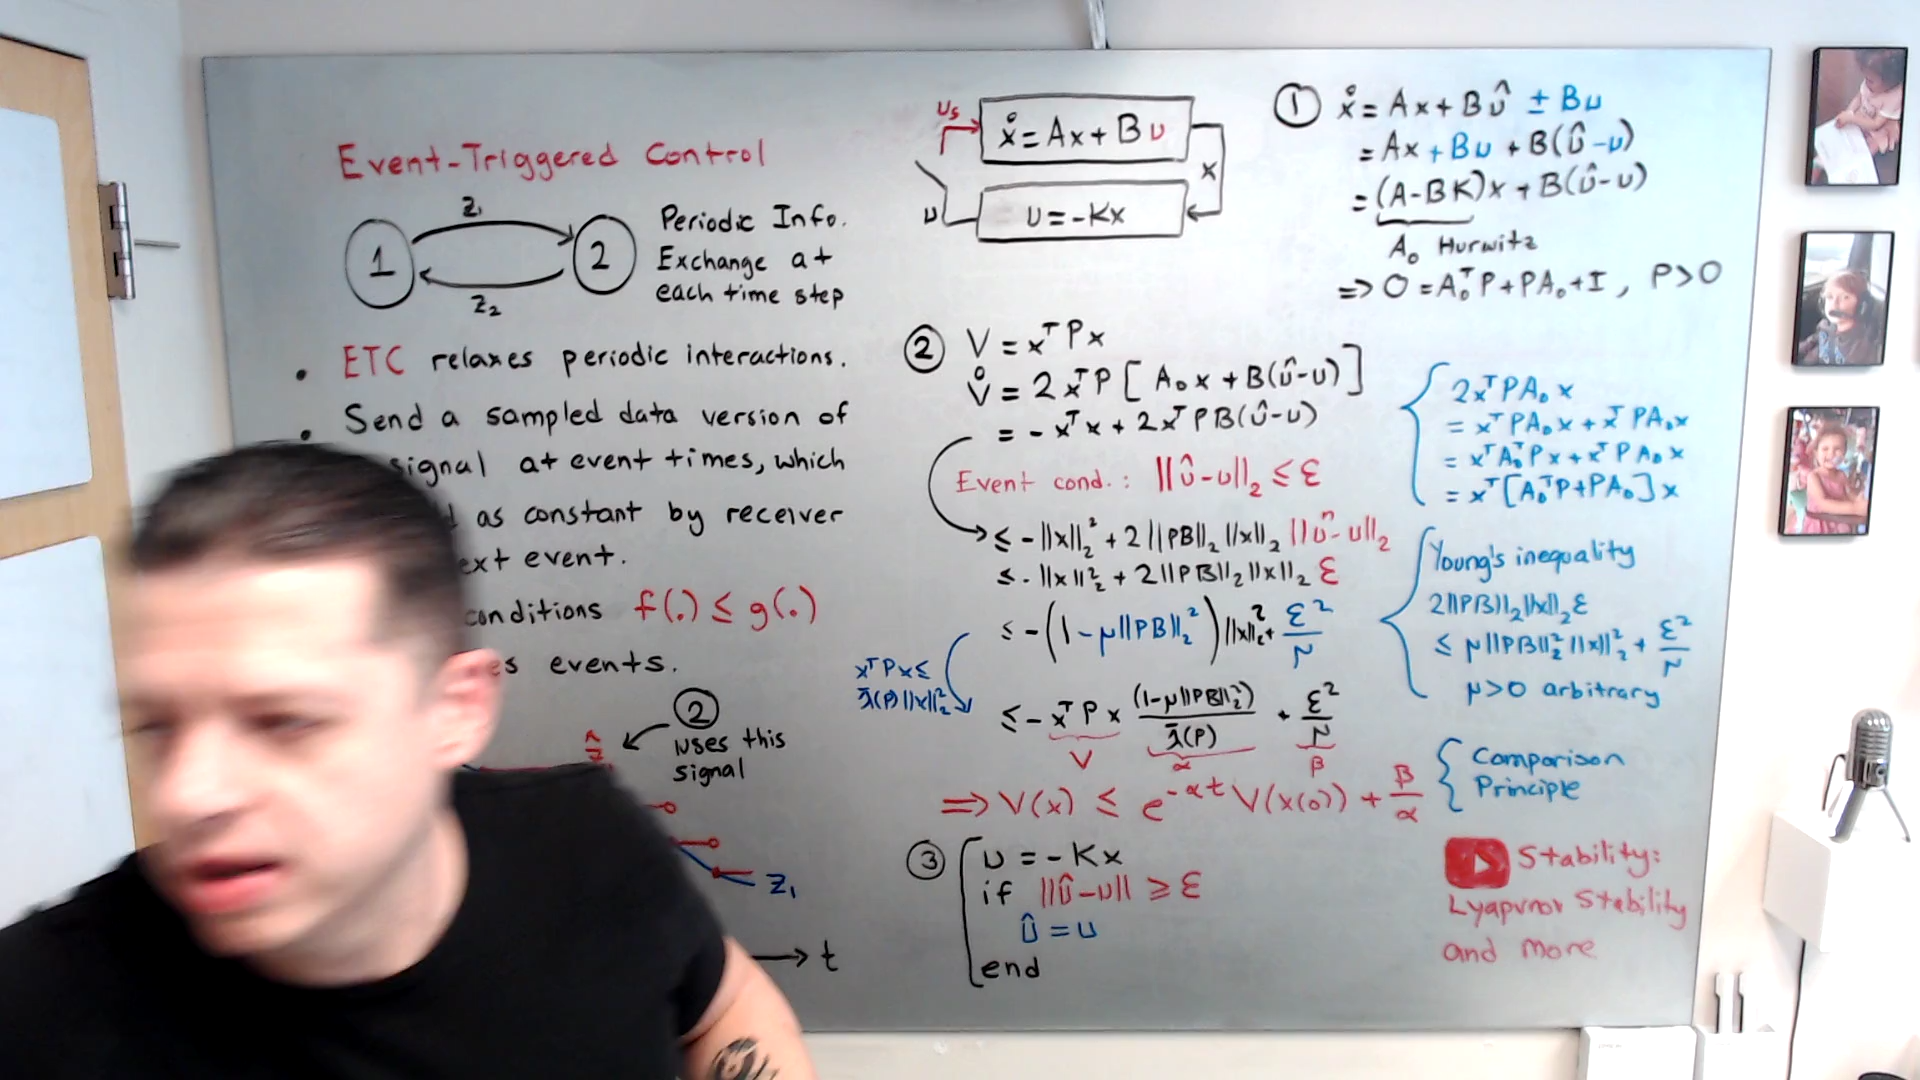 Event-Triggered Control
1
z₁
z₂
2
Periodic Info.
Exchange at
each time step
• ETC relaxes periodic interactions.
• Send a sampled data version of
signal at event times, which
as constant by receiver
ext event.
conditions f(.) ≤ g(.)
events.
2
uses this
signal
z₁
t
us
ẋ = Ax + Bu
x
u = -Kx
u
① ẋ = Ax + Bû ± Bu
= Ax + Bu + B(û-u)
= (A-BK)x + B(û-u)
A₀ Hurwitz
=> 0 = A₀ᵀP + PA₀ + I, P>0
② V = xᵀPx
V̇ = 2xᵀP[A₀x + B(û-u)]
= -xᵀx + 2xᵀPB(û-u)
Event cond.: ||û-u||₂ ≤ ε
≤ -||x||₂² + 2||PB||₂||x||₂ ||û-u||₂
≤ -||x||₂² + 2||PB||₂||x||₂ ε
≤ -(1-μ||PB||₂²)||x||₂² + ε²/μ
xᵀPx ≤
λ̄(P)||x||₂²
≤ -xᵀPx (1-μ||PB||₂²)/λ̄(P) + ε²/μ
V α β
=> V(x) ≤ e^(-αt) V(x(0)) + β/α
2xᵀPA₀x
= xᵀPA₀x + xᵀPA₀x
= xᵀA₀ᵀPx + xᵀPA₀x
= xᵀ[A₀ᵀP+PA₀]x
Young's inequality
2||PB||₂||x||₂ε
≤ μ||PB||₂²||x||₂² + ε²/μ
μ>0 arbitrary
Comparison
Principle
③ u = -Kx
if ||û-u|| ≥ ε
û = u
end
Stability:
Lyapunov Stability
and more